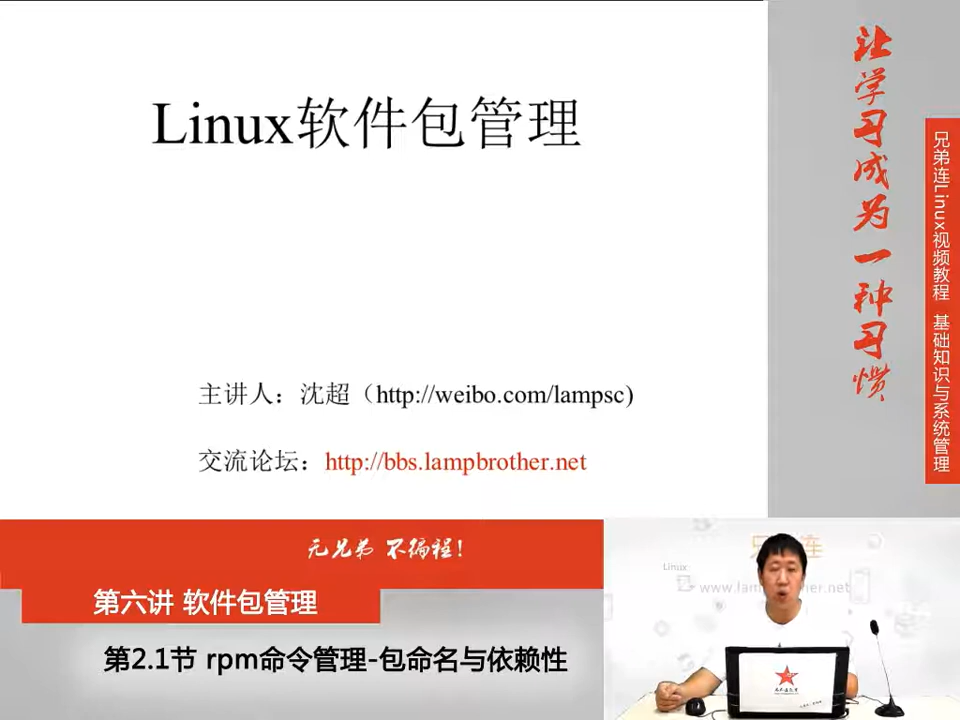 Linux软件包管理
主讲人：沈超（http://weibo.com/lampsc)
交流论坛：http://bbs.lampbrother.net
让学习成为一种习惯
兄弟连Linux视频教程 基础知识与系统管理
无兄弟 不编程！
第六讲 软件包管理
第2.1节 rpm命令管理-包命名与依赖性
Linux